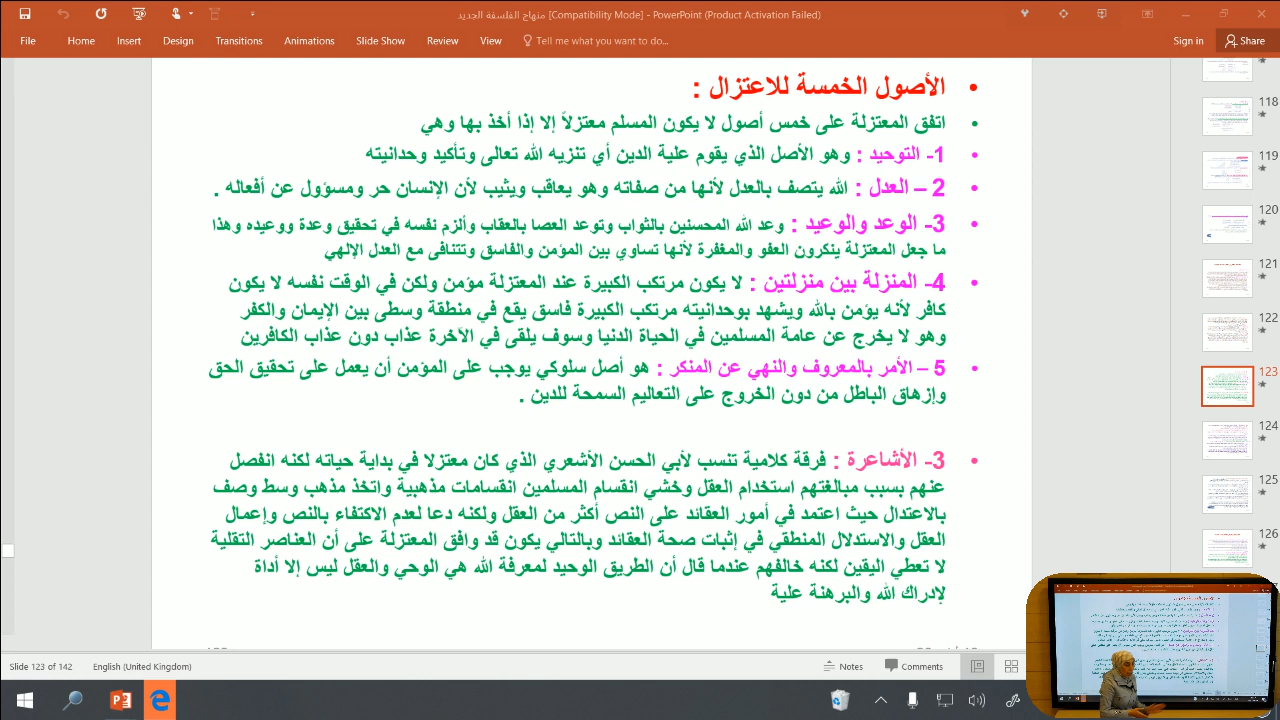 منهاج الفلسفة الجديد [Compatibility Mode] - PowerPoint (Product Activation Failed)
File Home Insert Design Transitions Animations Slide Show Review View Tell me what you want to do... Sign in Share
• الأصول الخمسة للاعتزال :
• اتفق المعتزلة على خمس أصول لا يكون المسلم معتزلاً إلا إذا أخذ بها وهي
• 1- التوحيد : وهو الأصل الذي يقوم علية الدين أي تنزيه الله تعالى وتأكيد وحدانيته
• 2 – العدل : الله يتصف بالعدل لأنها من صفاته وهو يعاقب ويثيب لأن الإنسان حر ومسؤول عن أفعاله .
• 3- الوعد والوعيد : وعد الله المحسنين بالثواب وتوعد العصا بالعقاب وألزم نفسه في تحقيق وعدة ووعيده وهذا
ما جعل المعتزلة ينكرون العفو والمغفرة لأنها تساوي بين المؤمن والفاسق وتتنافى مع العدل الإلهي
• 4- المنزلة بين منزلتين : لا يكون مرتكب الكبيرة عند المعتزلة مؤمن ولكن في الوقت نفسه لا يكون
كافر لأنه يؤمن بالله ويشهد بوحدانيته مرتكب الكبيرة فاسق يقع في منطقة وسطى بين الإيمان والكفر
وهو لا يخرج عن عامة المسلمين في الحياة الدنيا وسوف يلقى في الآخرة عذاب دون عذاب الكافرين
• 5 – الأمر بالمعروف والنهي عن المنكر : هو أصل سلوكي يوجب على المؤمن أن يعمل على تحقيق الحق
وإزهاق الباطل من دون الخروج على التعاليم السمحة للدين .
• 3- الأشاعرة : فرقة كلامية تنسب لأبي الحسن الاشعري الذي كان معتزلا في بداية حياته لكنه انفصل
عنهم بسبب مبالغتهم استخدام العقل وخشي انقسام المسلمين انقسامات مذهبية واتخذ مذهب وسط وصف
بالاعتدال حيث اعتمد في أمور العقائد على النص أكثر من العقل ولكنه دعا لعدم الاكتفاء بالنص وإعمال
العقل والاستدلال المنطقي في إثبات صحة العقائد وبالتالي يكون قد وافق المعتزلة على أن العناصر النقلية
لا تعطي اليقين لكنه خالفهم عندما قال أن الطريق الوحيد الله هي الوحي والعقل ليس إلا أداة
لإدراك الله والبرهنة علية
118
119
120
121
122
123
124
125
126
Slide 123 of 142 English (United Kingdom) Notes Comments